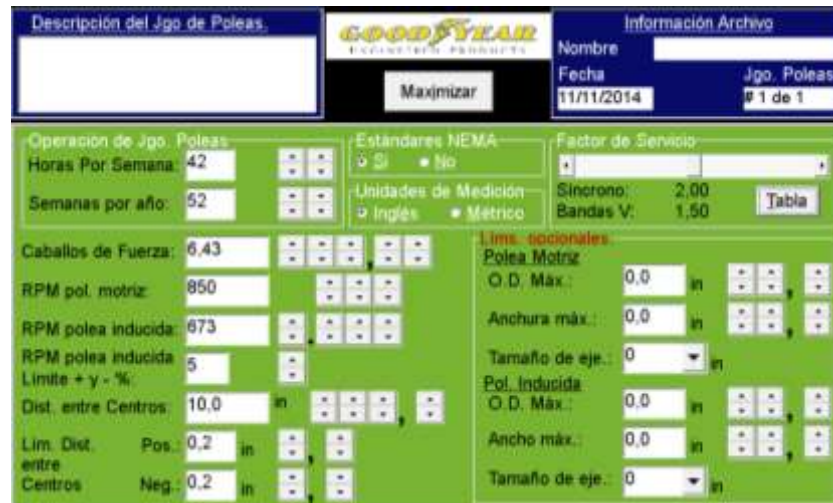 Descripción del Jgo de Poleas.
GOODYEAR
ENGINEERED PRODUCTS
Maximizar
Información Archivo
Nombre
Fecha
Jgo. Poleas
11/11/2014
# 1 de 1
Operación de Jgo. Poleas
Horas Por Semana: 42
Semanas por año: 52
Estándares NEMA
Si No
Unidades de Medición
Inglés Métrico
Factor de Servicio
Síncrono: 2,00
Bandas V: 1,50
Tabla
Caballos de Fuerza: 6,43
RPM pol. motriz: 850
RPM polea inducida: 673
RPM polea inducida
Limite + y - %: 5
Dist. entre Centros: 10,0 in
Lim. Dist. Pos.: 0,2 in
entre
Centros Neg.: 0,2 in
Lims. opcionales.
Polea Motriz
O.D. Máx.: 0,0 in
Anchura máx.: 0,0 in
Tamaño de eje.: 0 in
Pol. Inducida
O.D. Máx.: 0,0 in
Ancho máx.: 0,0 in
Tamaño de eje.: 0 in